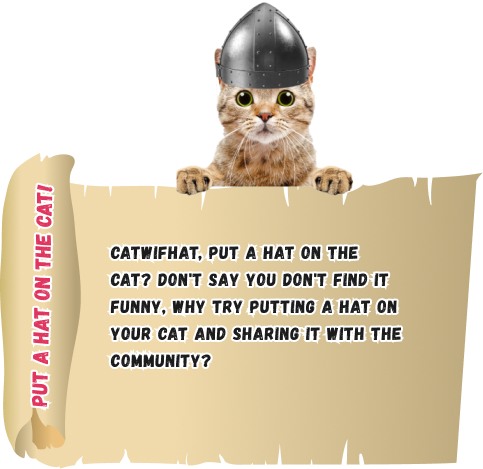 PUT A HAT ON THE CAT!
CATWIFHAT, PUT A HAT ON THE
CAT? DON'T SAY YOU DON'T FIND IT
FUNNY, WHY TRY PUTTING A HAT ON
YOUR CAT AND SHARING IT WITH THE
COMMUNITY?